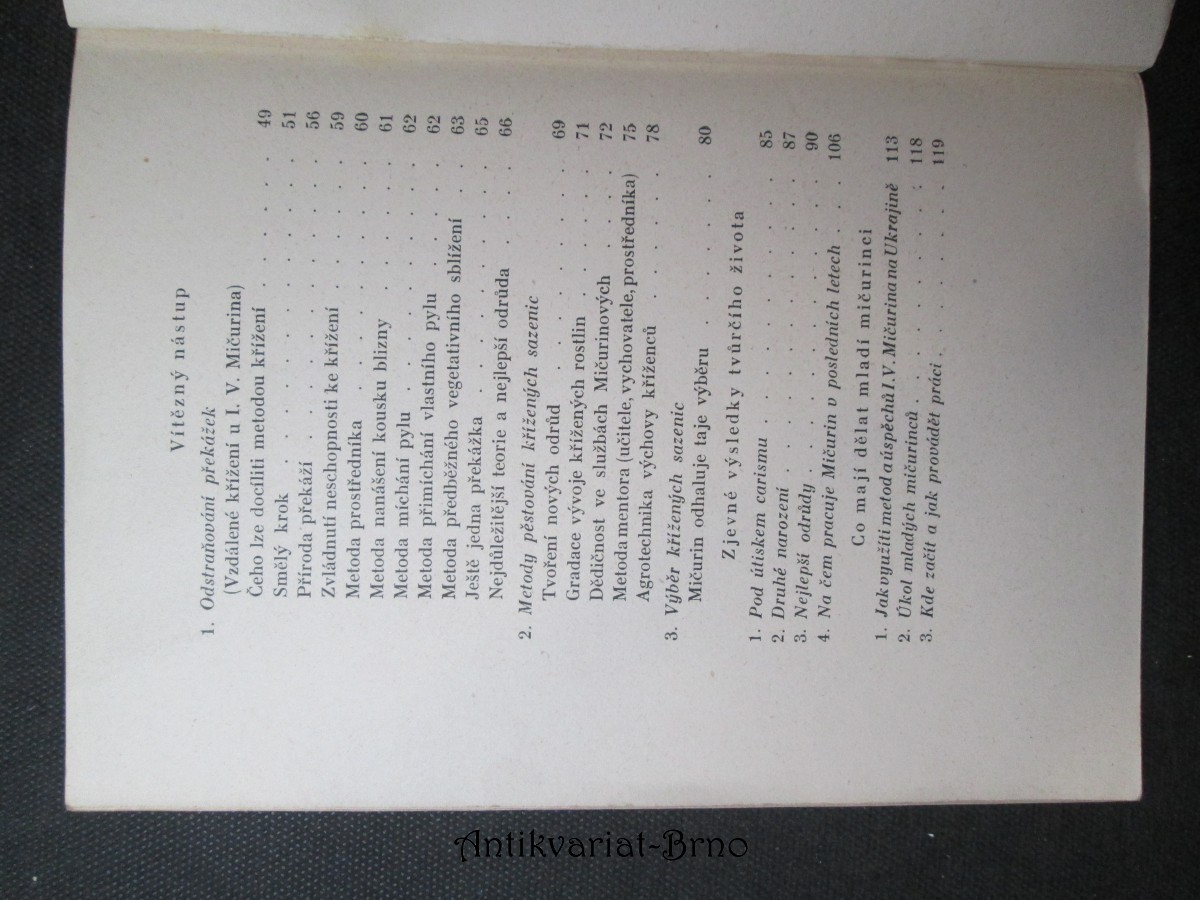 Vítězný nástup
1. Odstraňování překážek
(Vzdálené křížení u I. V. Mičurina)
Čeho lze docíliti metodou křížení . . . . . . 49
Smělý krok . . . . . . . . . . . . . 51
Příroda překáží . . . . . . . . . . . . 56
Zvládnutí neschopnosti ke křížení . . . . . . 59
Metoda prostředníka . . . . . . . . . . 60
Metoda nanášení kousku blizny . . . . . . . 61
Metoda míchání pylu . . . . . . . . . . 62
Metoda přimíchání vlastního pylu . . . . . . 62
Metoda předběžného vegetativního sblížení . . . 63
Ještě jedna překážka . . . . . . . . . . 65
Nejdůležitější teorie a nejlepší odrůda . . . . 66
2. Metody pěstování křížených sazenic
Tvoření nových odrůd . . . . . . . . . . 69
Gradace vývoje křížených rostlin . . . . . . 71
Dědičnost ve službách Mičurinových . . . . . 72
Metoda mentora (učitele, vychovatele, prostředníka) 75
Agrotechnika výchovy kříženců . . . . . . . 78
3. Výběr křížených sazenic
Mičurin odhaluje taje výběru . . . . . . . 80
Zjevné výsledky tvůrčího života
1. Pod útiskem carismu . . . . . . . . . . 85
2. Druhé narození . . . . . . . . . . . . 87
3. Nejlepší odrůdy . . . . . . . . . . . . 90
4. Na čem pracuje Mičurin v posledních letech . . . 106
Co mají dělat mladí mičurinci
1. Jak využíti metod a úspěchů I. V. Mičurina na Ukrajině 113
2. Úkol mladých mičurinců . . . . . . . . . 118
3. Kde začít a jak provádět práci . . . . . . . 119
Antikvariat-Brno